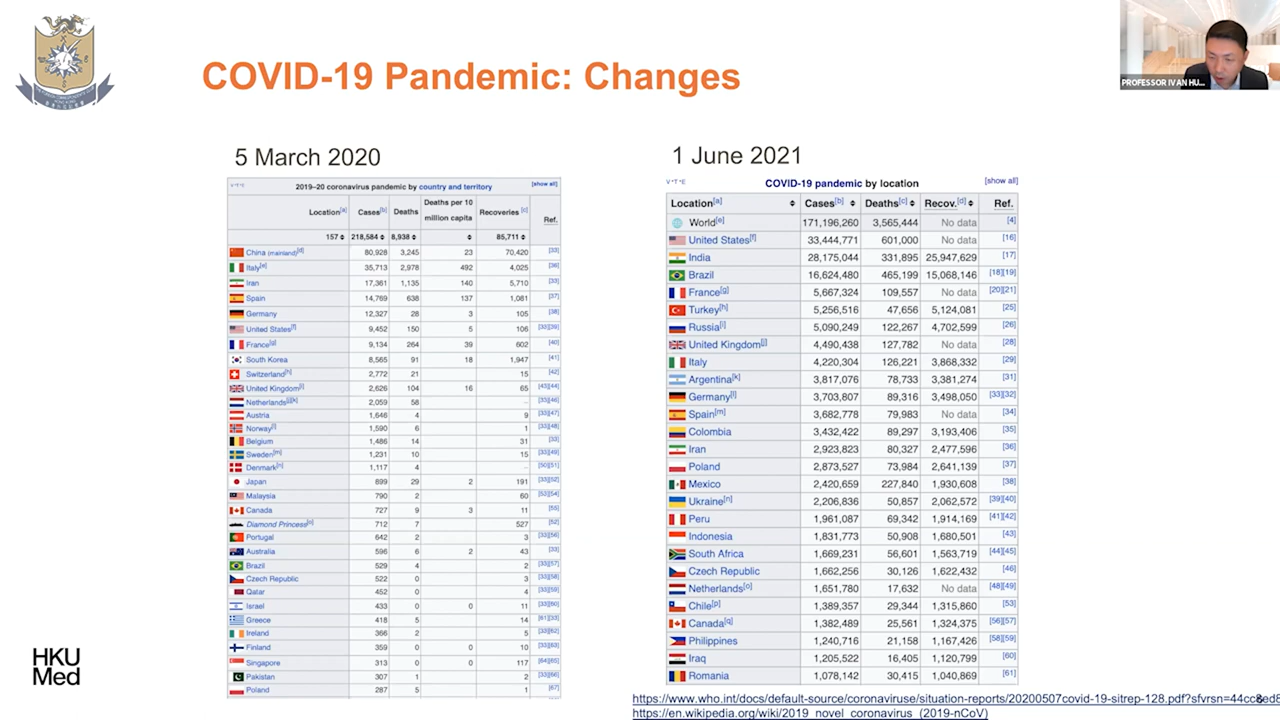 COVID-19 Pandemic: Changes
PROFESSOR IVAN HU...
5 March 2020
V·T·E 2019–20 coronavirus pandemic by country and territory [show all]
Location[a] Cases[b] Deaths Deaths per 10 million capita Recoveries [c] Ref.
157 218,584 8,938 85,711
China (mainland)[d] 80,928 3,245 23 70,420 [33]
Italy[e] 35,713 2,978 492 4,025 [36]
Iran 17,361 1,135 140 5,710 [33]
Spain 14,769 638 137 1,081 [37]
Germany 12,327 28 3 105 [38]
United States[f] 9,452 150 5 106 [33][39]
France[g] 9,134 264 39 602 [40]
South Korea 8,565 91 18 1,947 [41]
Switzerland[h] 2,772 21 15 [42]
United Kingdom[i] 2,626 104 16 65 [43][44]
Netherlands[j][k] 2,059 58 – [33][46]
Austria 1,646 4 9 [33][47]
Norway[l] 1,590 6 1 [33][48]
Belgium 1,486 14 31 [33]
Sweden[m] 1,231 10 15 [33][49]
Denmark[n] 1,117 4 – [50][51]
Japan 899 29 2 191 [33][52]
Malaysia 790 2 60 [53][54]
Canada 727 9 3 11 [55]
Diamond Princess[o] 712 7 527 [52]
Portugal 642 2 3 [33][56]
Australia 596 6 2 43 [33]
Brazil 529 4 2 [33][57]
Czech Republic 522 0 3 [33][58]
Qatar 452 0 4 [33][59]
Israel 433 0 0 11 [33][60]
Greece 418 5 14 [61][33]
Ireland 366 2 5 [33][62]
Finland 359 0 10 [33][63]
Singapore 313 0 0 117 [64][65]
Pakistan 307 1 2 [33][66]
Poland 287 5 1 [67]
1 June 2021
V·T·E COVID-19 pandemic by location [show all]
Location[a] Cases[b] Deaths[c] Recov.[d] Ref.
World[e] 171,196,260 3,565,444 No data [4]
United States[f] 33,444,771 601,000 No data [16]
India 28,175,044 331,895 25,947,629 [17]
Brazil 16,624,480 465,199 15,068,146 [18][19]
France[g] 5,667,324 109,557 No data [20][21]
Turkey[h] 5,256,516 47,656 5,124,081 [25]
Russia[i] 5,090,249 122,267 4,702,599 [26]
United Kingdom[j] 4,490,438 127,782 No data [28]
Italy 4,220,304 126,221 3,868,332 [29]
Argentina[k] 3,817,076 78,733 3,381,274 [31]
Germany[l] 3,703,807 89,316 3,498,050 [33][32]
Spain[m] 3,682,778 79,983 No data [34]
Colombia 3,432,422 89,297 3,193,406 [35]
Iran 2,923,823 80,327 2,477,596 [36]
Poland 2,873,527 73,984 2,641,139 [37]
Mexico 2,420,659 227,840 1,930,608 [38]
Ukraine[n] 2,206,836 50,857 2,062,572 [39][40]
Peru 1,961,087 69,342 1,914,169 [41][42]
Indonesia 1,831,773 50,908 1,680,501 [43]
South Africa 1,669,231 56,601 1,563,719 [44][45]
Czech Republic 1,662,256 30,126 1,622,432 [46]
Netherlands[o] 1,651,780 17,632 No data [48][49]
Chile[p] 1,389,357 29,344 1,315,860 [53]
Canada[q] 1,382,489 25,561 1,324,375 [56][57]
Philippines 1,240,716 21,158 1,167,426 [58][59]
Iraq 1,205,522 16,405 1,120,799 [60]
Romania 1,078,142 30,415 1,040,869 [61]
HKU
Med
https://www.who.int/docs/default-source/coronaviruse/situation-reports/20200507covid-19-sitrep-128.pdf?sfvrsn=44cc8ed8
https://en.wikipedia.org/wiki/2019_novel_coronavirus_(2019-nCoV)